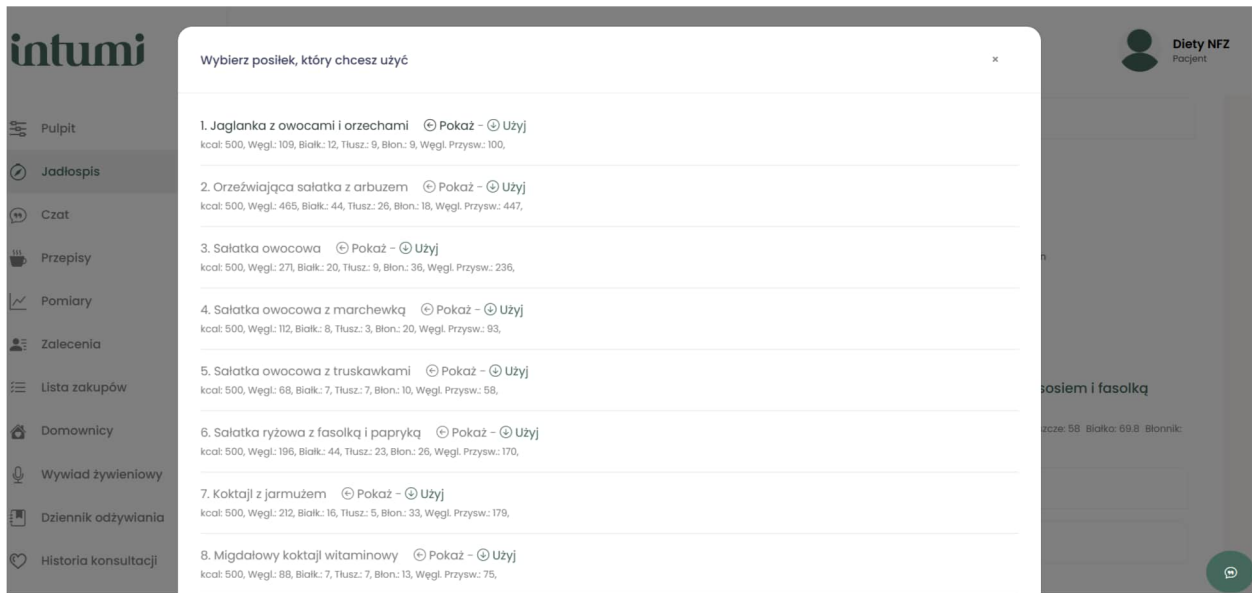 intumi
Diety NFZ
Pacjent
Pulpit
Jadłospis
Czat
Przepisy
Pomiary
Zalecenia
Lista zakupów
Domownicy
Wywiad żywieniowy
Dziennik odżywiania
Historia konsultacji
Wybierz posiłek, który chcesz użyć
×
1. Jaglanka z owocami i orzechami Pokaż - Użyj
kcal: 500, Węgl.: 109, Białk.: 12, Tłusz.: 9, Błon.: 9, Węgl. Przysw.: 100,
2. Orzeźwiająca sałatka z arbuzem Pokaż - Użyj
kcal: 500, Węgl.: 465, Białk.: 44, Tłusz.: 26, Błon.: 18, Węgl. Przysw.: 447,
3. Sałatka owocowa Pokaż - Użyj
kcal: 500, Węgl.: 271, Białk.: 20, Tłusz.: 9, Błon.: 36, Węgl. Przysw.: 236,
4. Sałatka owocowa z marchewką Pokaż - Użyj
kcal: 500, Węgl.: 112, Białk.: 8, Tłusz.: 3, Błon.: 20, Węgl. Przysw.: 93,
5. Sałatka owocowa z truskawkami Pokaż - Użyj
kcal: 500, Węgl.: 68, Białk.: 7, Tłusz.: 7, Błon.: 10, Węgl. Przysw.: 58,
6. Sałatka ryżowa z fasolką i papryką Pokaż - Użyj
kcal: 500, Węgl.: 196, Białk.: 44, Tłusz.: 23, Błon.: 26, Węgl. Przysw.: 170,
7. Koktajl z jarmużem Pokaż - Użyj
kcal: 500, Węgl.: 212, Białk.: 16, Tłusz.: 5, Błon.: 33, Węgl. Przysw.: 179,
8. Migdałowy koktajl witaminowy Pokaż - Użyj
kcal: 500, Węgl.: 88, Białk.: 7, Tłusz.: 7, Błon.: 13, Węgl. Przysw.: 75,
sosiem i fasolką
58 Białko: 69.8 Błonnik: